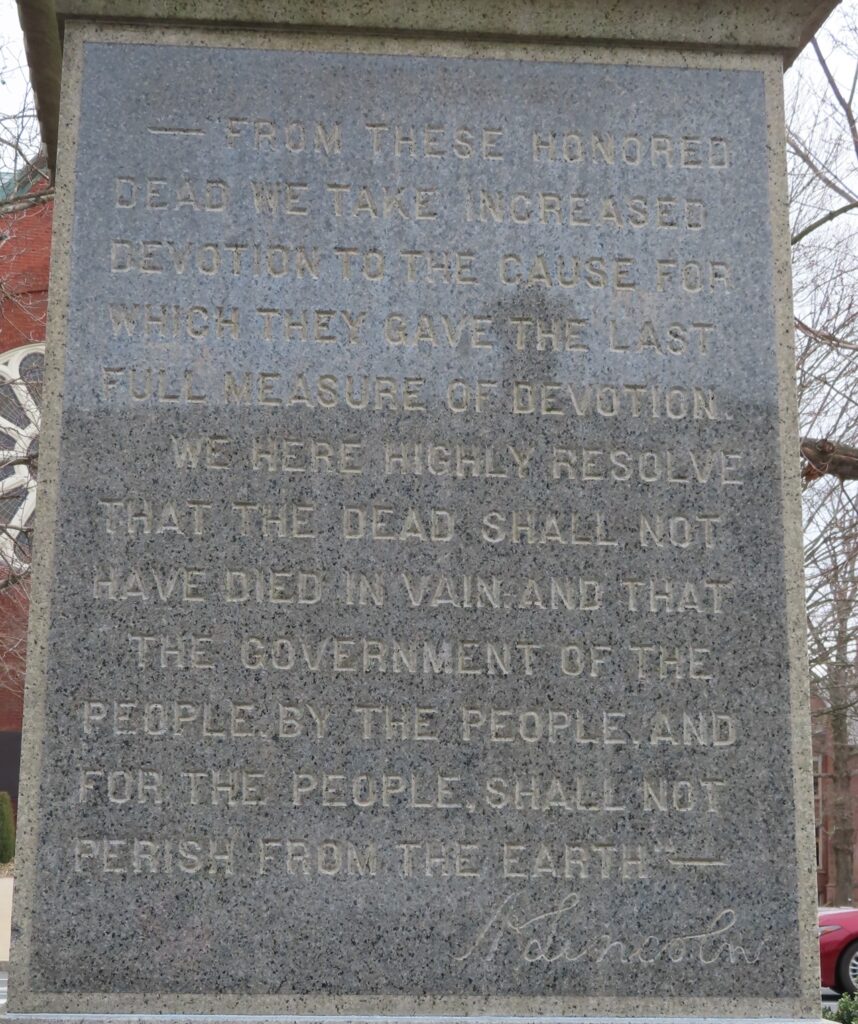 — "FROM THESE HONORED
DEAD WE TAKE INCREASED
DEVOTION TO THE CAUSE FOR
WHICH THEY GAVE THE LAST
FULL MEASURE OF DEVOTION.
WE HERE HIGHLY RESOLVE
THAT THE DEAD SHALL NOT
HAVE DIED IN VAIN: AND THAT
THE GOVERNMENT OF THE
PEOPLE, BY THE PEOPLE, AND
FOR THE PEOPLE, SHALL NOT
PERISH FROM THE EARTH" —
A Lincoln